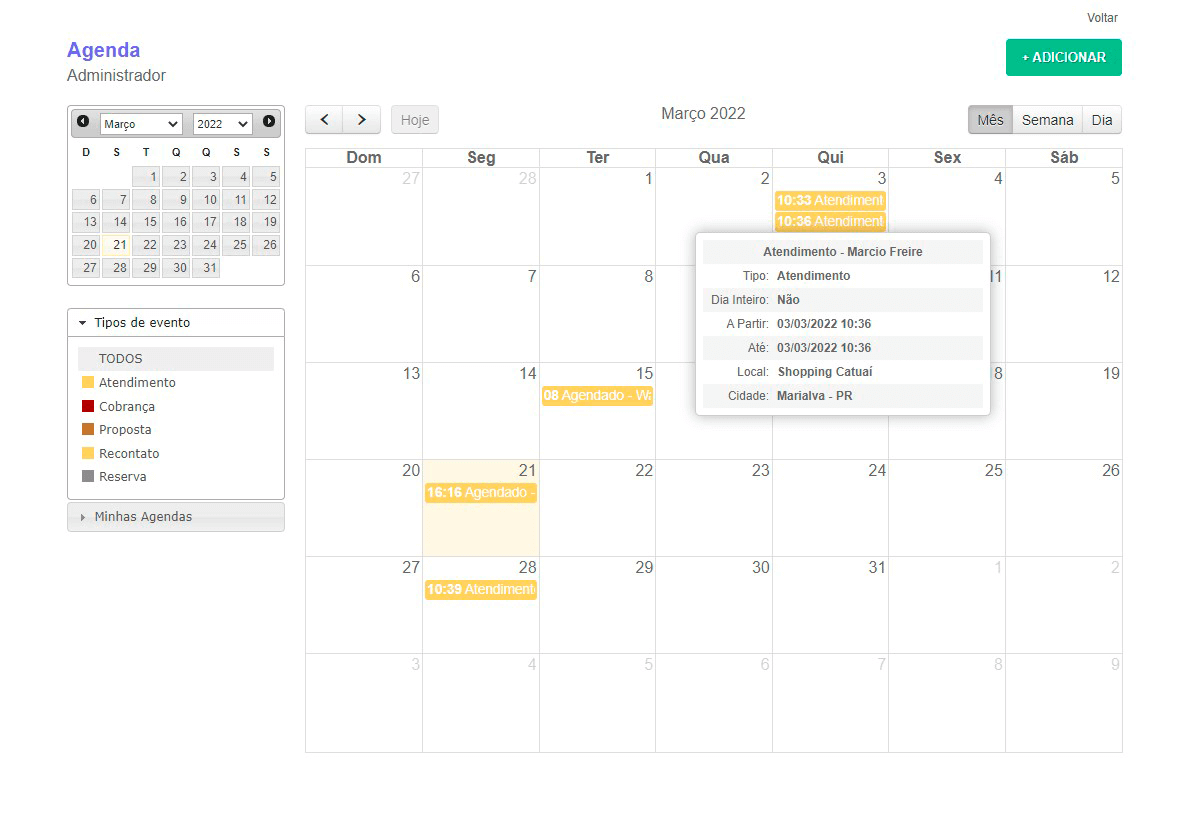 Voltar
Agenda
Administrador
+ ADICIONAR
Março 2022
D S T Q Q S S
1 2 3 4 5
6 7 8 9 10 11 12
13 14 15 16 17 18 19
20 21 22 23 24 25 26
27 28 29 30 31
Tipos de evento
TODOS
Atendimento
Cobrança
Proposta
Recontato
Reserva
Minhas Agendas
Hoje
Março 2022
Mês Semana Dia
Dom Seg Ter Qua Qui Sex Sáb
27 28 1 2 3 4 5
10:33 Atendiment
10:36 Atendiment
Atendimento - Marcio Freire
Tipo: Atendimento
Dia Inteiro: Não
A Partir: 03/03/2022 10:36
Até: 03/03/2022 10:36
Local: Shopping Catuaí
Cidade: Marialva - PR
6 7 8 11 12
13 14 15 18 19
08 Agendado - Wa
20 21 22 23 24 25 26
16:16 Agendado -
27 28 29 30 31 1 2
10:39 Atendimento
3 4 5 6 7 8 9